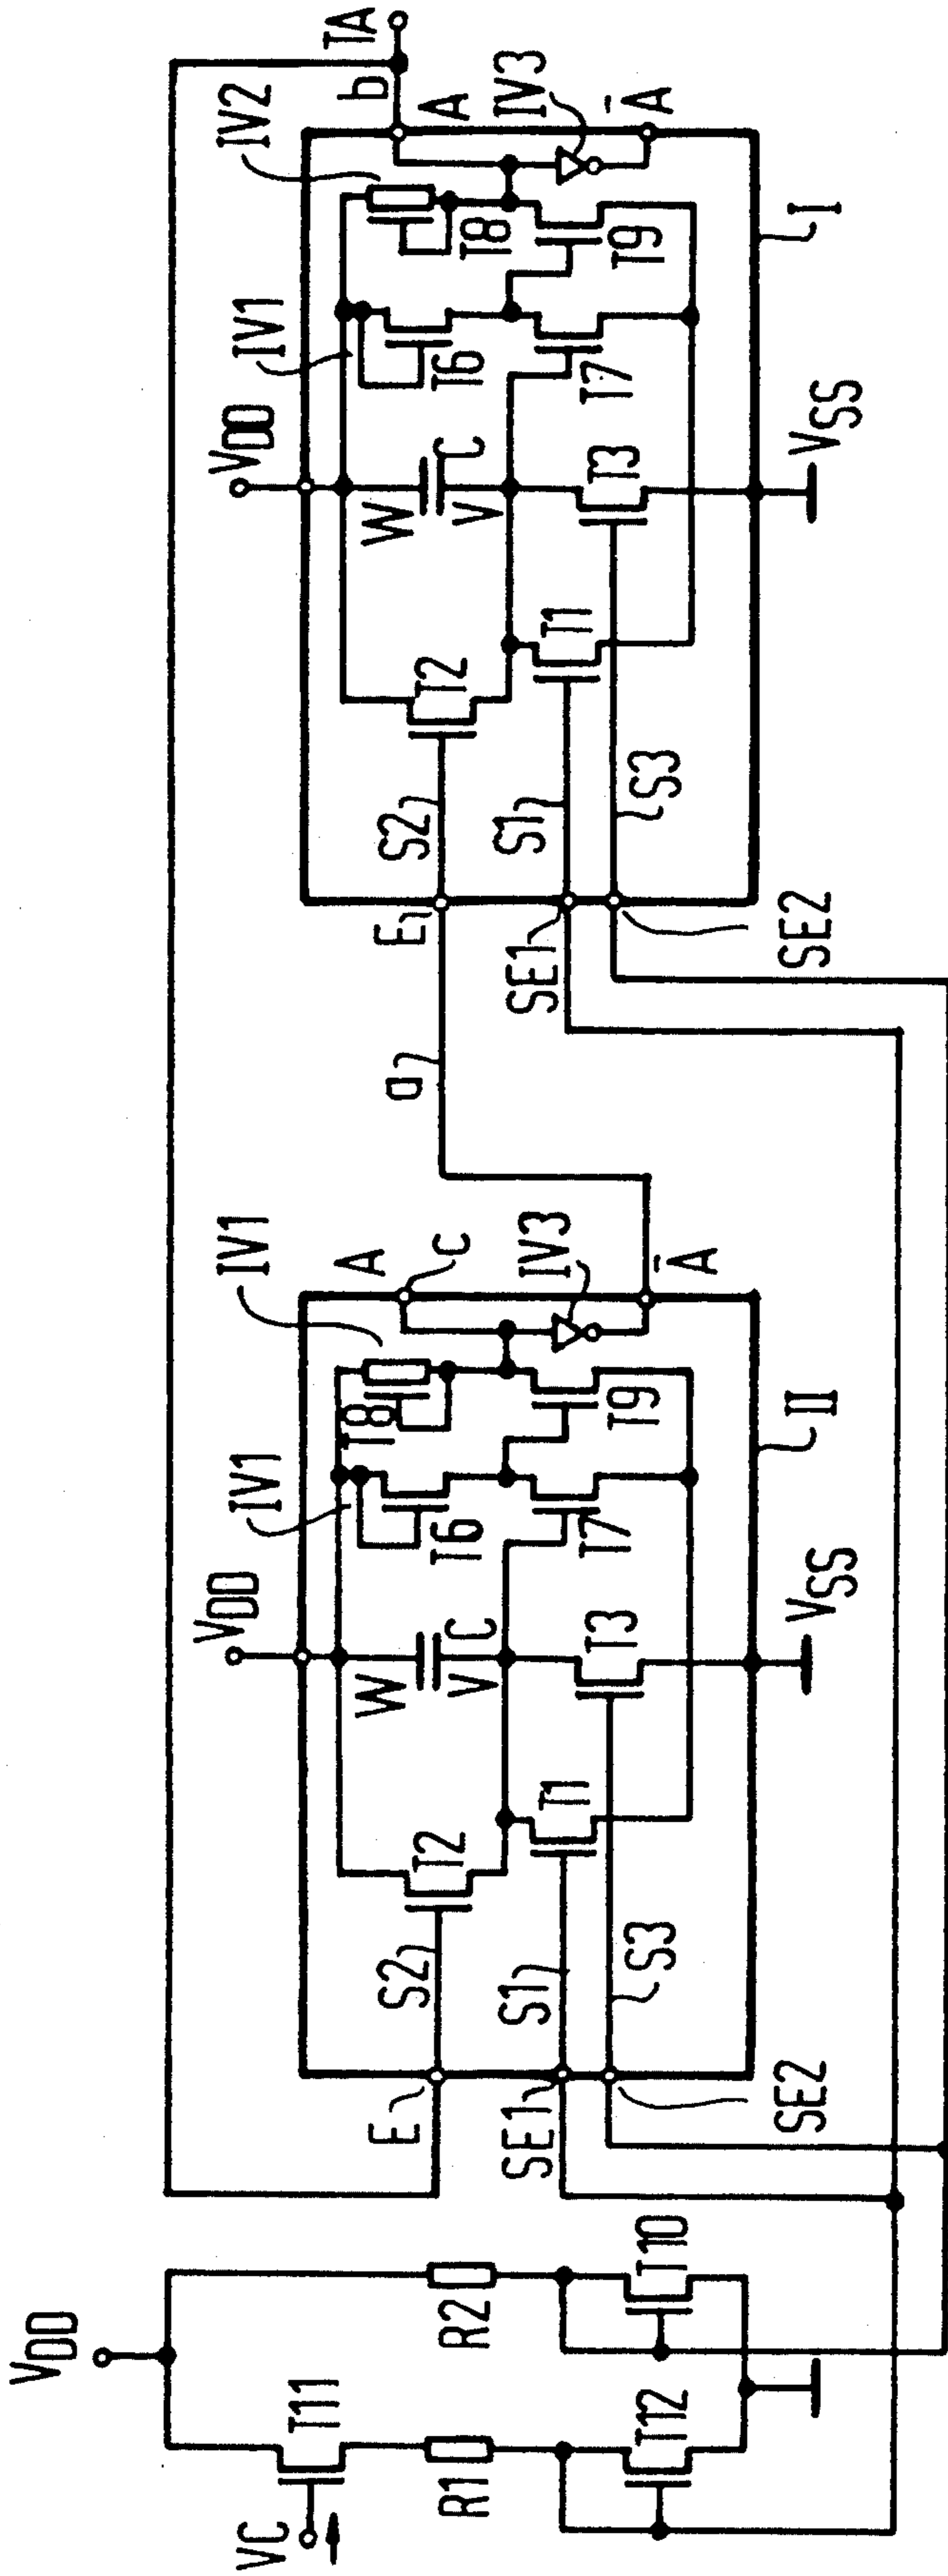 VDD
T11
VC
R1
R2
T12
T10
VDD
IV1
IV1
A
c
W
C
V
T8
T6
T2
S2
E
T1
T3
T7
T9
IV3
Ā
S1
SE1
S3
SE2
VSS
II
a
VDD
IV1
IV2
TA
b
A
W
C
V
T8
T6
T2
S2
E
T1
T3
T7
T9
IV3
Ā
S1
SE1
S3
SE2
VSS
I